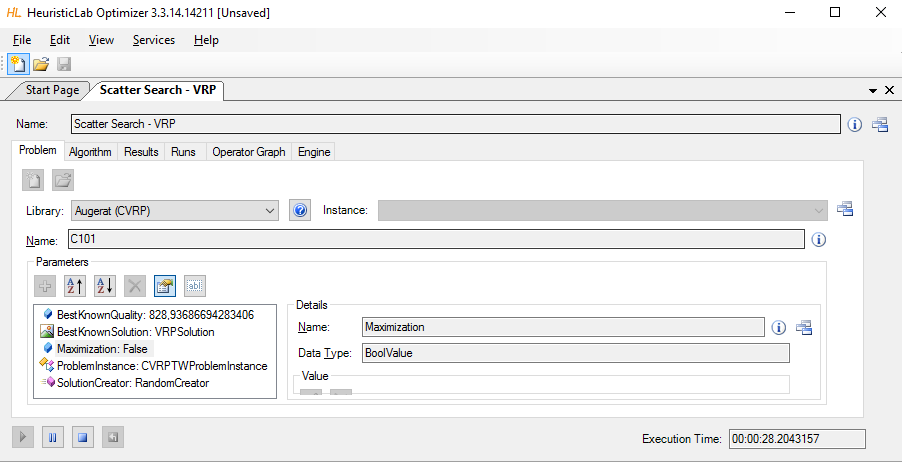 HL HeuristicLab Optimizer 3.3.14.14211 [Unsaved]
File Edit View Services Help
Start Page Scatter Search - VRP
Name: Scatter Search - VRP
Problem Algorithm Results Runs Operator Graph Engine
Library: Augerat (CVRP) Instance:
Name: C101
Parameters
BestKnownQuality: 828,93686694283406
BestKnownSolution: VRPSolution
Maximization: False
ProblemInstance: CVRPTWProblemInstance
SolutionCreator: RandomCreator
Details
Name: Maximization
Data Type: BoolValue
Value
Execution Time: 00:00:28.2043157